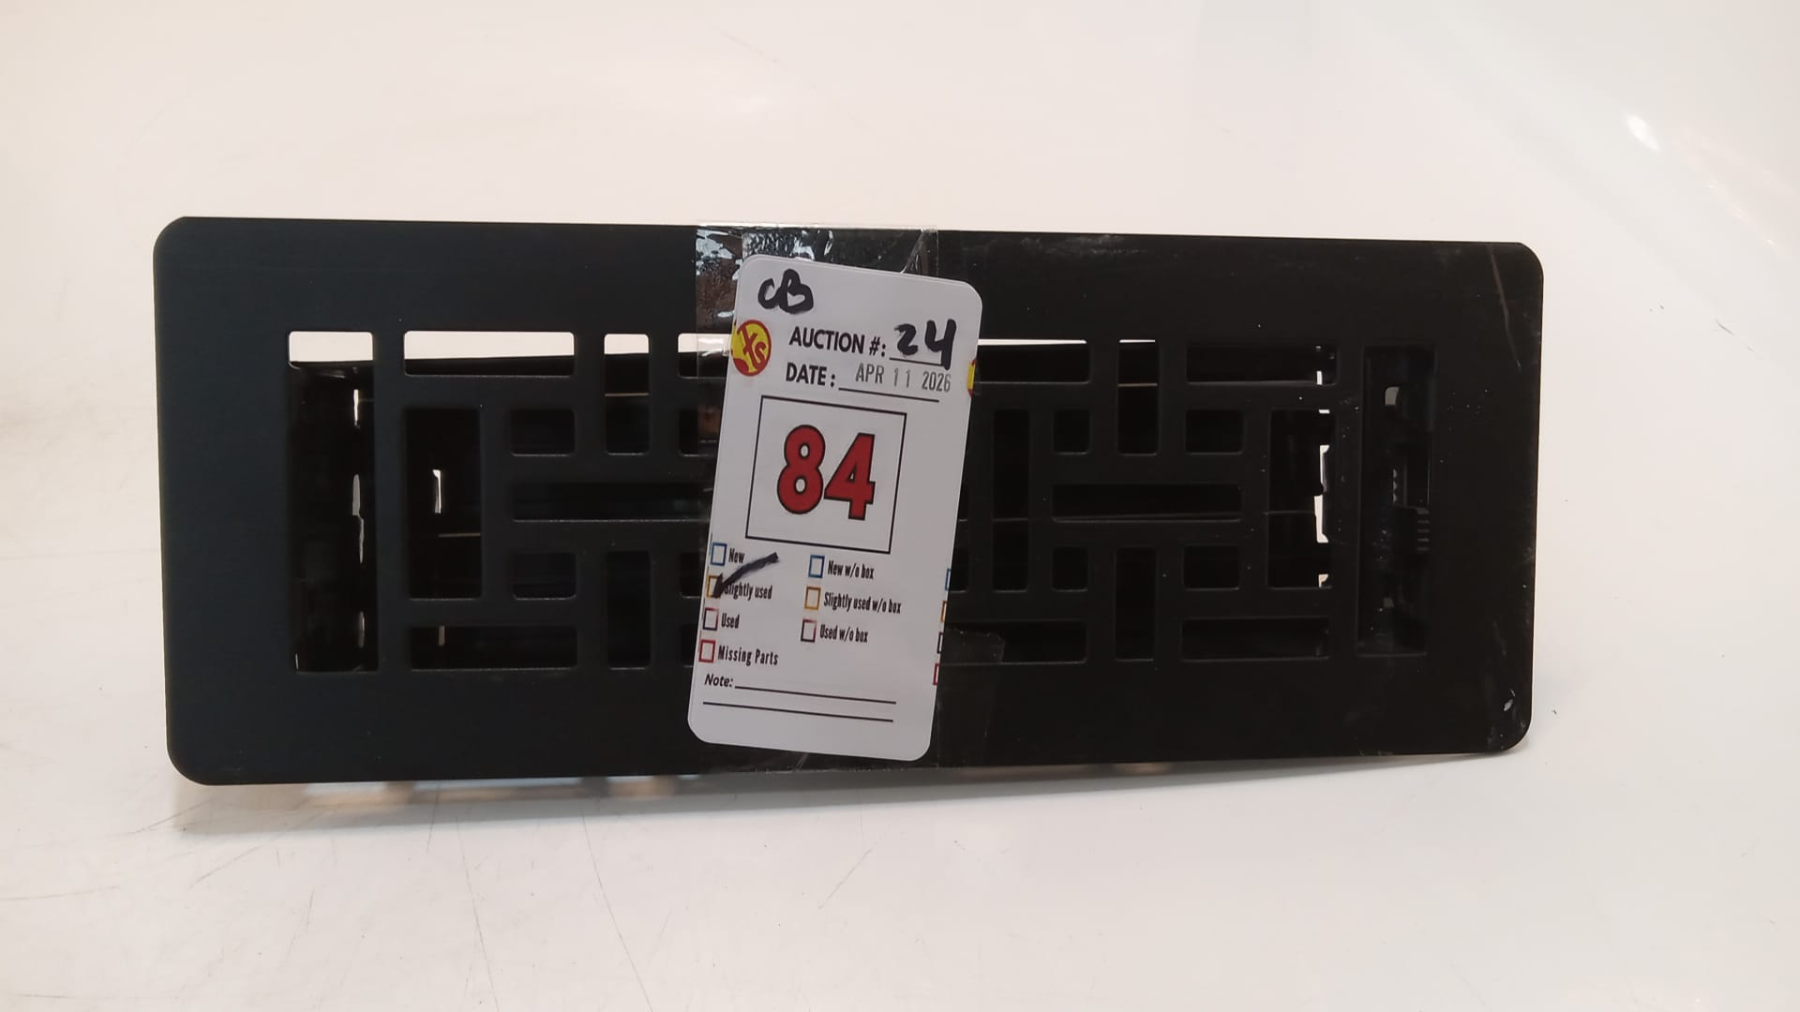 CB
XS
AUCTION #: 24
DATE: APR 11 2026
84
New
New w/o box
Slightly used
Slightly used w/o box
Used
Used w/o box
Missing Parts
Note: